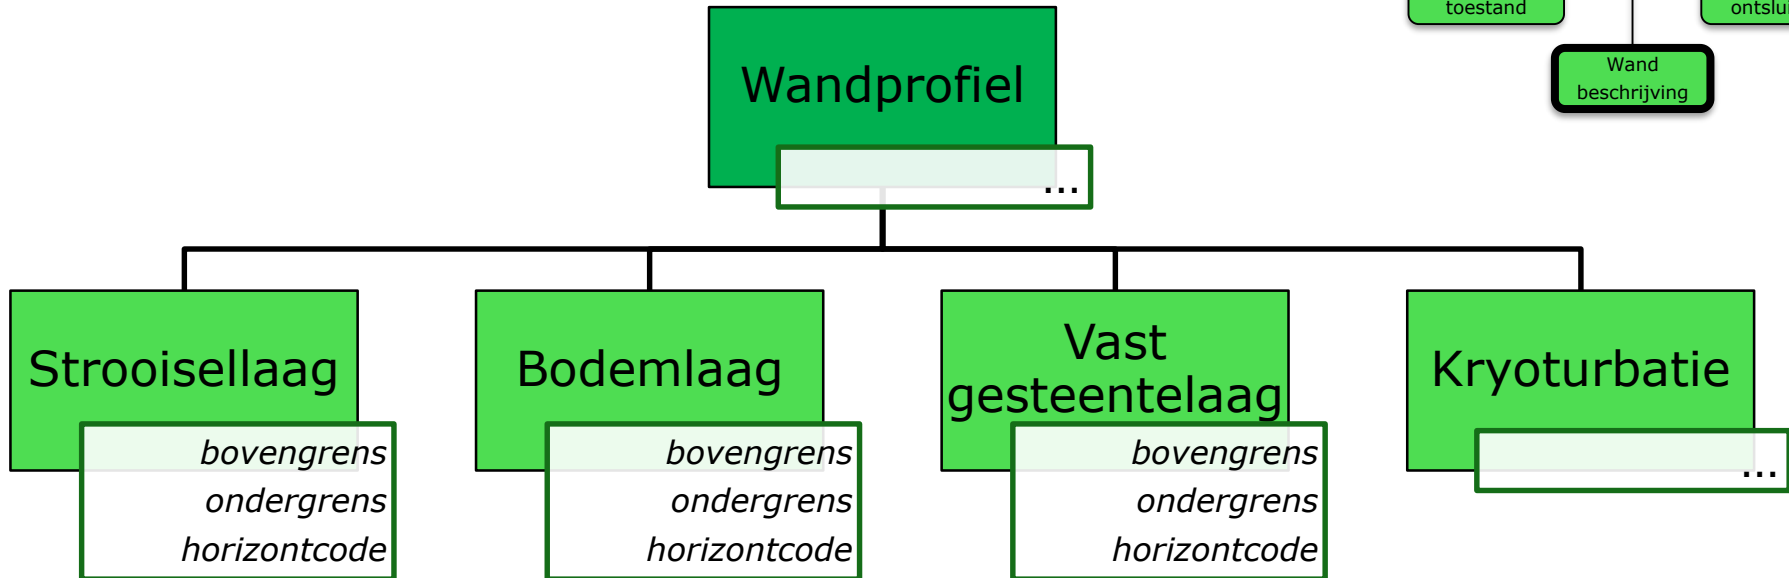 toestand
Wand
beschrijving
Wandprofiel
...
Strooisellaag
bovengrens
ondergrens
horizontcode
Bodemlaag
bovengrens
ondergrens
horizontcode
Vast
gesteentelaag
bovengrens
ondergrens
horizontcode
Kryoturbatie
...